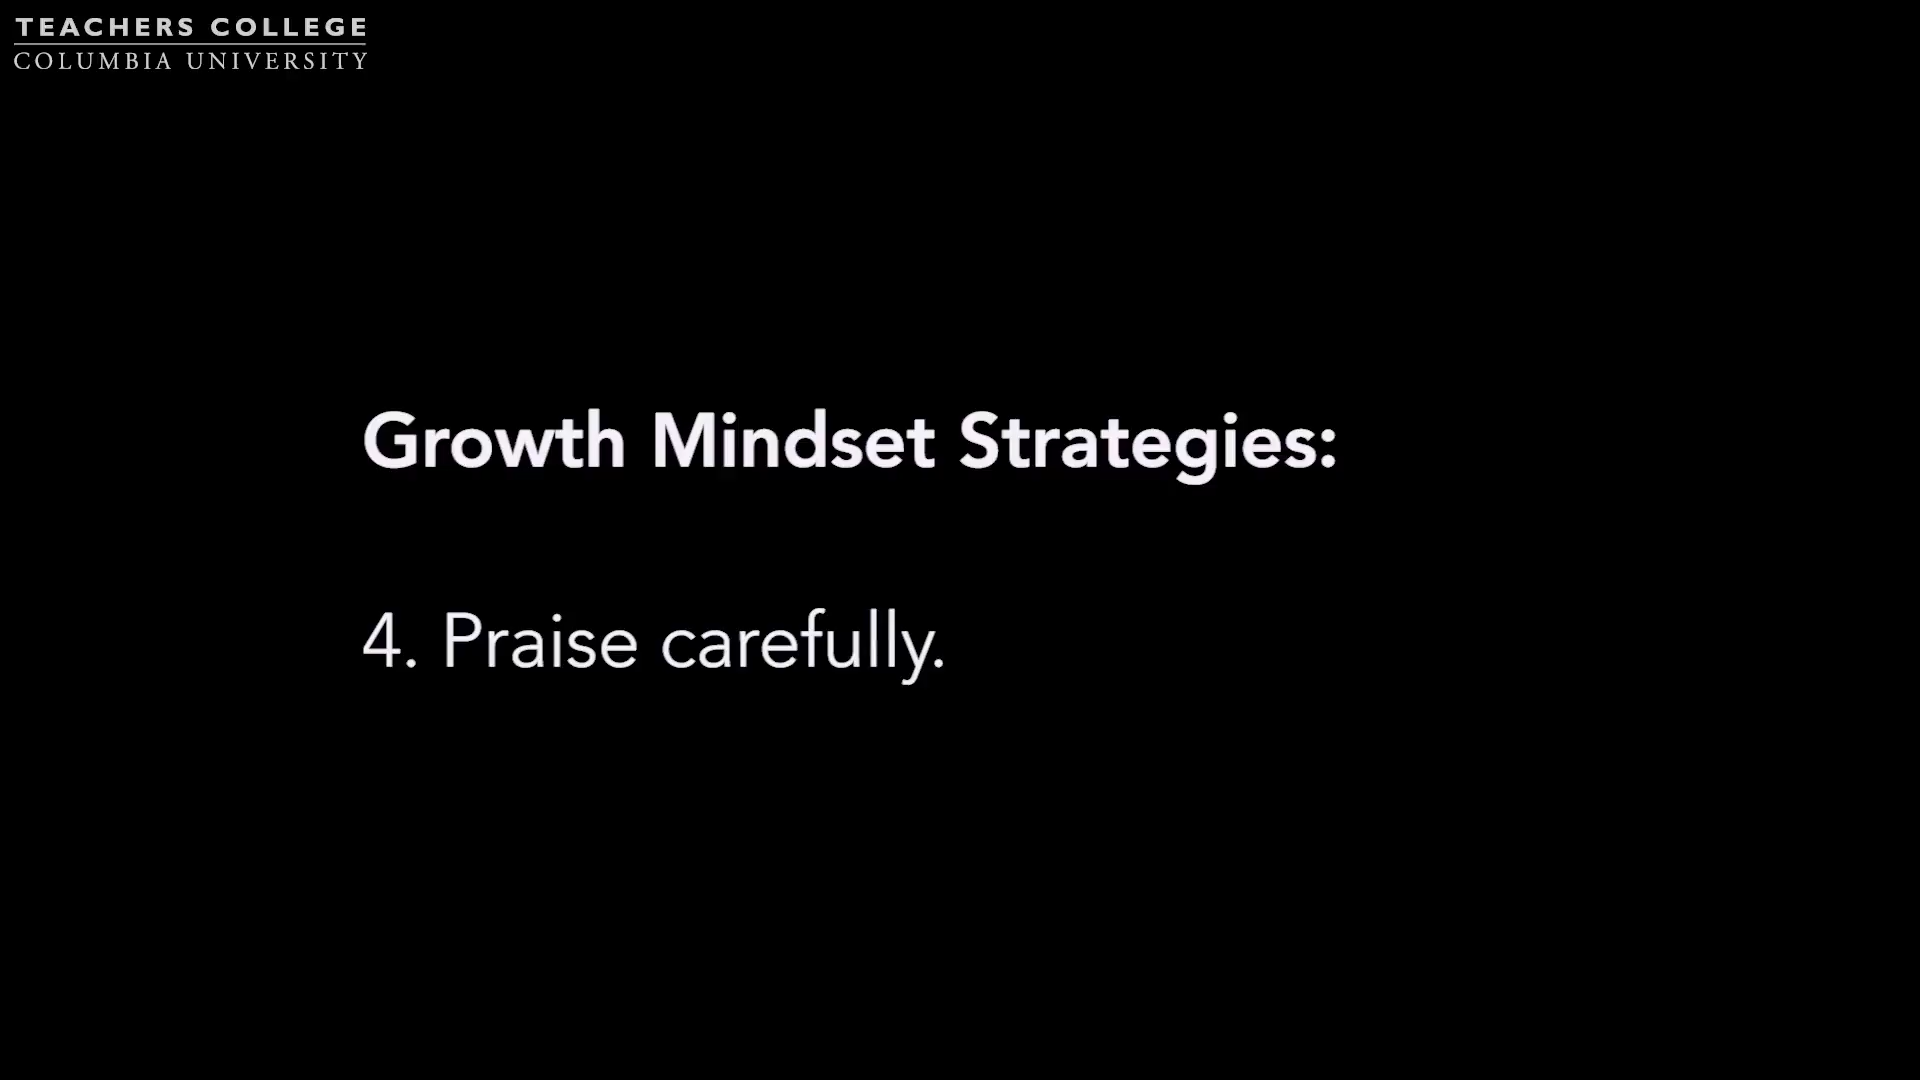 TEACHERS COLLEGE
COLUMBIA UNIVERSITY
Growth Mindset Strategies:
4. Praise carefully.